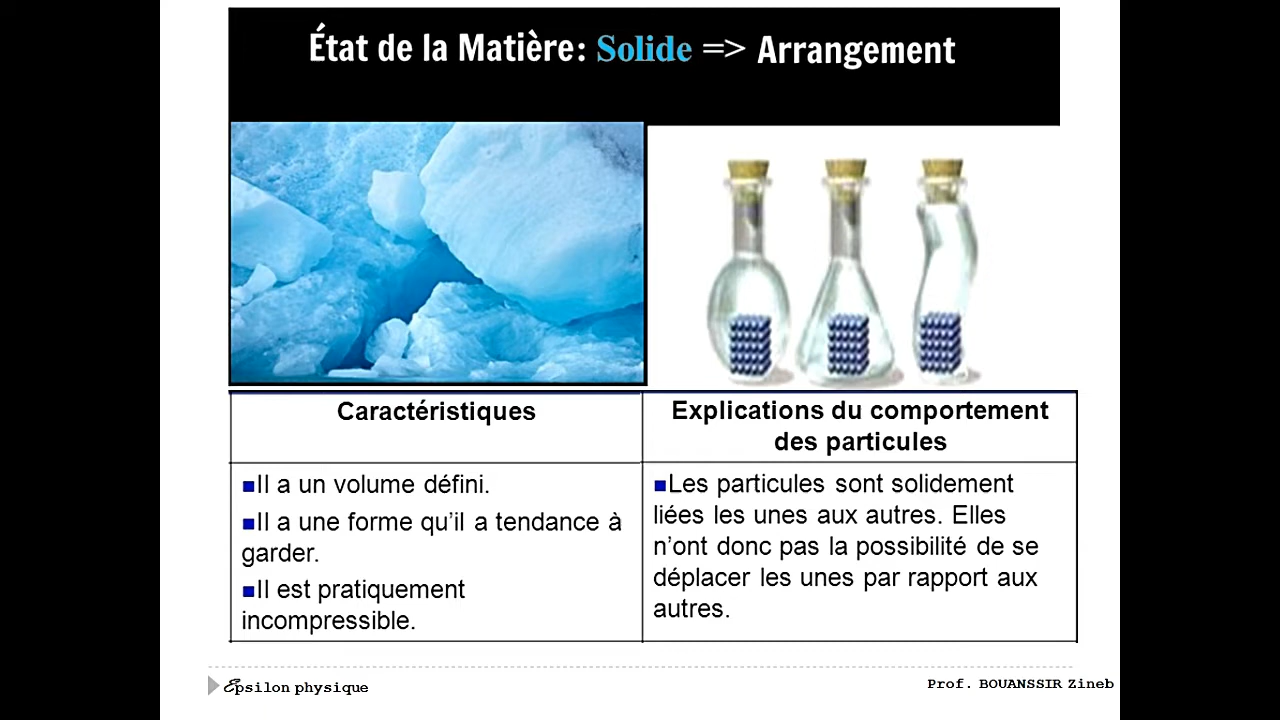 État de la Matière: Solide => Arrangement
Caractéristiques
Explications du comportement
des particules
■Il a un volume défini.
■Il a une forme qu’il a tendance à
garder.
■Il est pratiquement
incompressible.
■Les particules sont solidement
liées les unes aux autres. Elles
n’ont donc pas la possibilité de se
déplacer les unes par rapport aux
autres.
Epsilon physique
Prof. BOUANSSIR Zineb